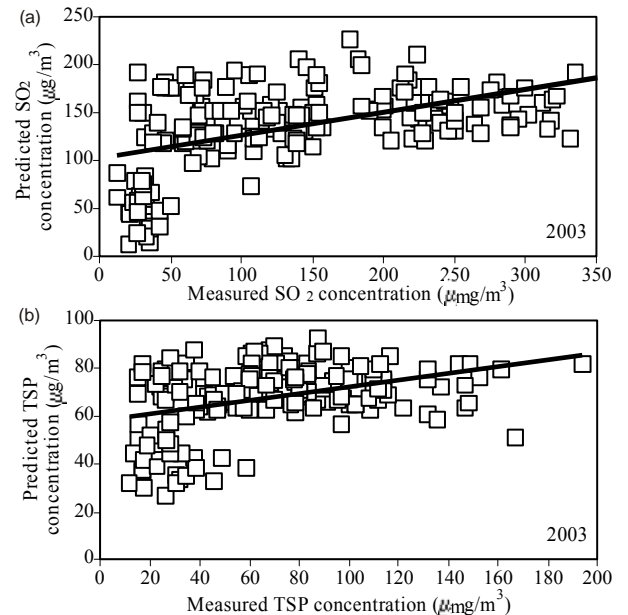 (a)
250
200
150
100
50
0
Predicted SO2
concentration (μg/m3)
2003
0 50 100 150 200 250 300 350
Measured SO 2 concentration (μmg/m3)
(b)
100
80
60
40
20
0
Predicted TSP
concentration (μg/m3)
2003
0 20 40 60 80 100 120 140 160 180 200
Measured TSP concentration (μmg/m3)